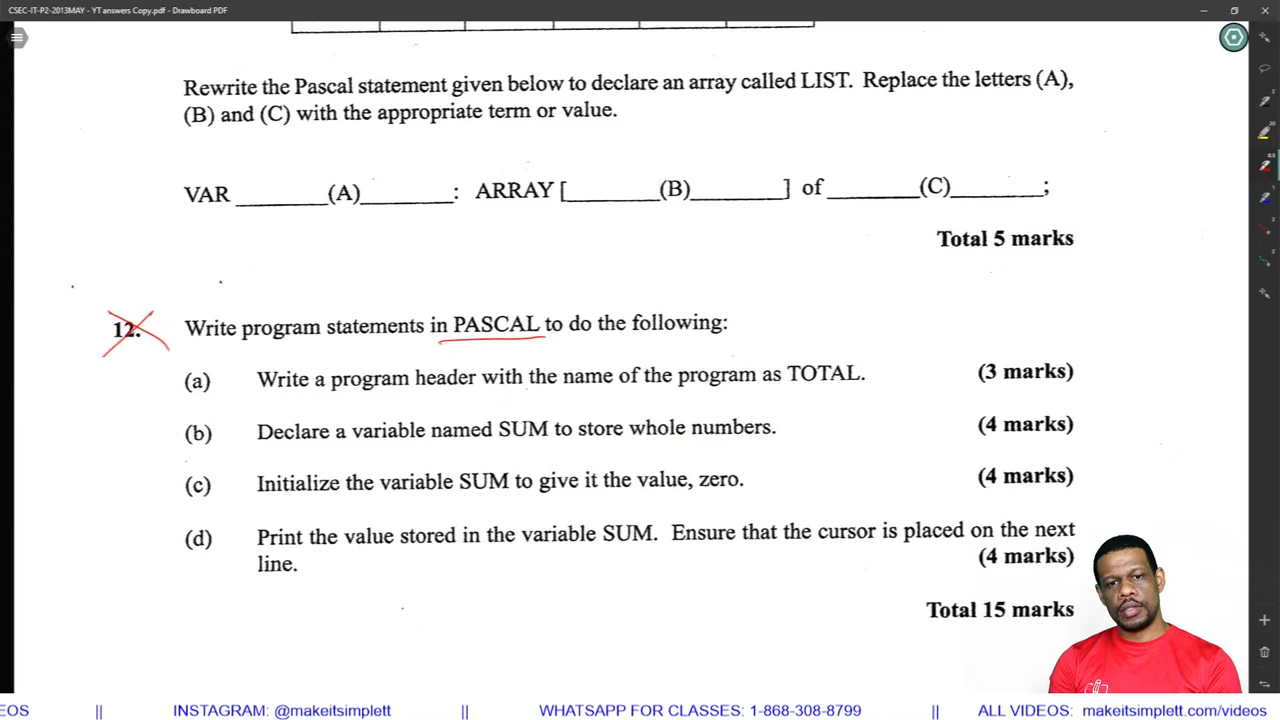 CSEC-IT-P2-2013MAY - YT answers Copy.pdf - Drawboard PDF
Rewrite the Pascal statement given below to declare an array called LIST. Replace the letters (A),
(B) and (C) with the appropriate term or value.
VAR ________(A)________: ARRAY [________(B)________] of ________(C)________;
Total 5 marks
12. Write program statements in PASCAL to do the following:
(a) Write a program header with the name of the program as TOTAL. (3 marks)
(b) Declare a variable named SUM to store whole numbers. (4 marks)
(c) Initialize the variable SUM to give it the value, zero. (4 marks)
(d) Print the value stored in the variable SUM. Ensure that the cursor is placed on the next
line. (4 marks)
Total 15 marks
EOS || INSTAGRAM: @makeitsimplett || WHATSAPP FOR CLASSES: 1-868-308-8799 || ALL VIDEOS: makeitsimplett.com/videos